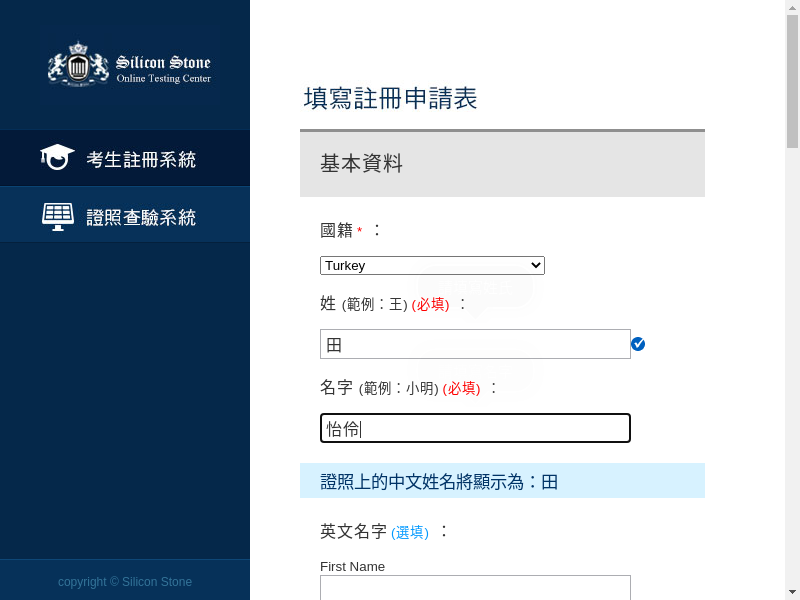 Silicon Stone
Online Testing Center
考生註冊系統
證照查驗系統
copyright © Silicon Stone
填寫註冊申請表
基本資料
國籍 * ：
Turkey
姓 (範例：王) (必填) ：
田
名字 (範例：小明) (必填) ：
怡伶
證照上的中文姓名將顯示為：田
英文名字 (選填) ：
First Name